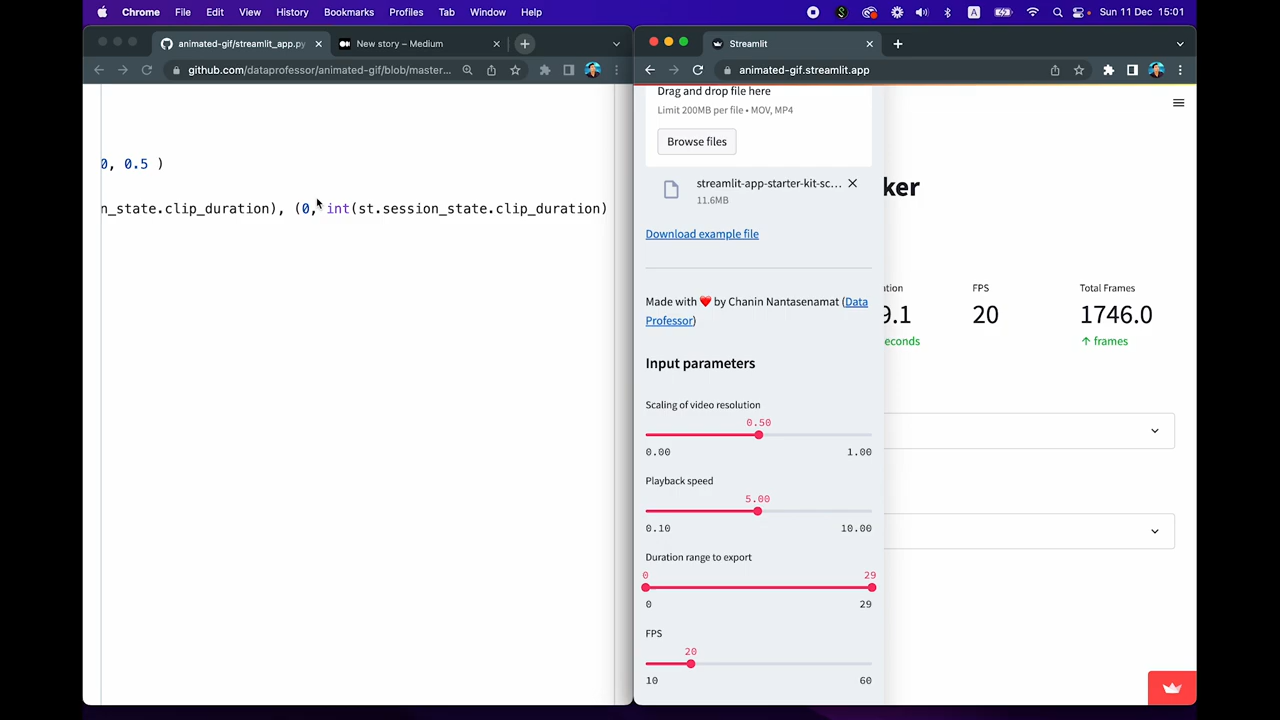 Chrome File Edit View History Bookmarks Profiles Tab Window Help
A Sun 11 Dec 15:01
animated-gif/streamlit_app.py
New story – Medium
github.com/dataprofessor/animated-gif/blob/master...
0, 0.5 )
n_state.clip_duration), (0, int(st.session_state.clip_duration)
Streamlit
animated-gif.streamlit.app
Drag and drop file here
Limit 200MB per file • MOV, MP4
Browse files
streamlit-app-starter-kit-sc...
11.6MB
Download example file
Made with ❤️ by Chanin Nantasenamat (Data
Professor)
Input parameters
Scaling of video resolution
0.50
0.00 1.00
Playback speed
5.00
0.10 10.00
Duration range to export
0 29
0 29
FPS
20
10 60
ker
ation
9.1
econds
FPS
20
Total Frames
1746.0
↑ frames